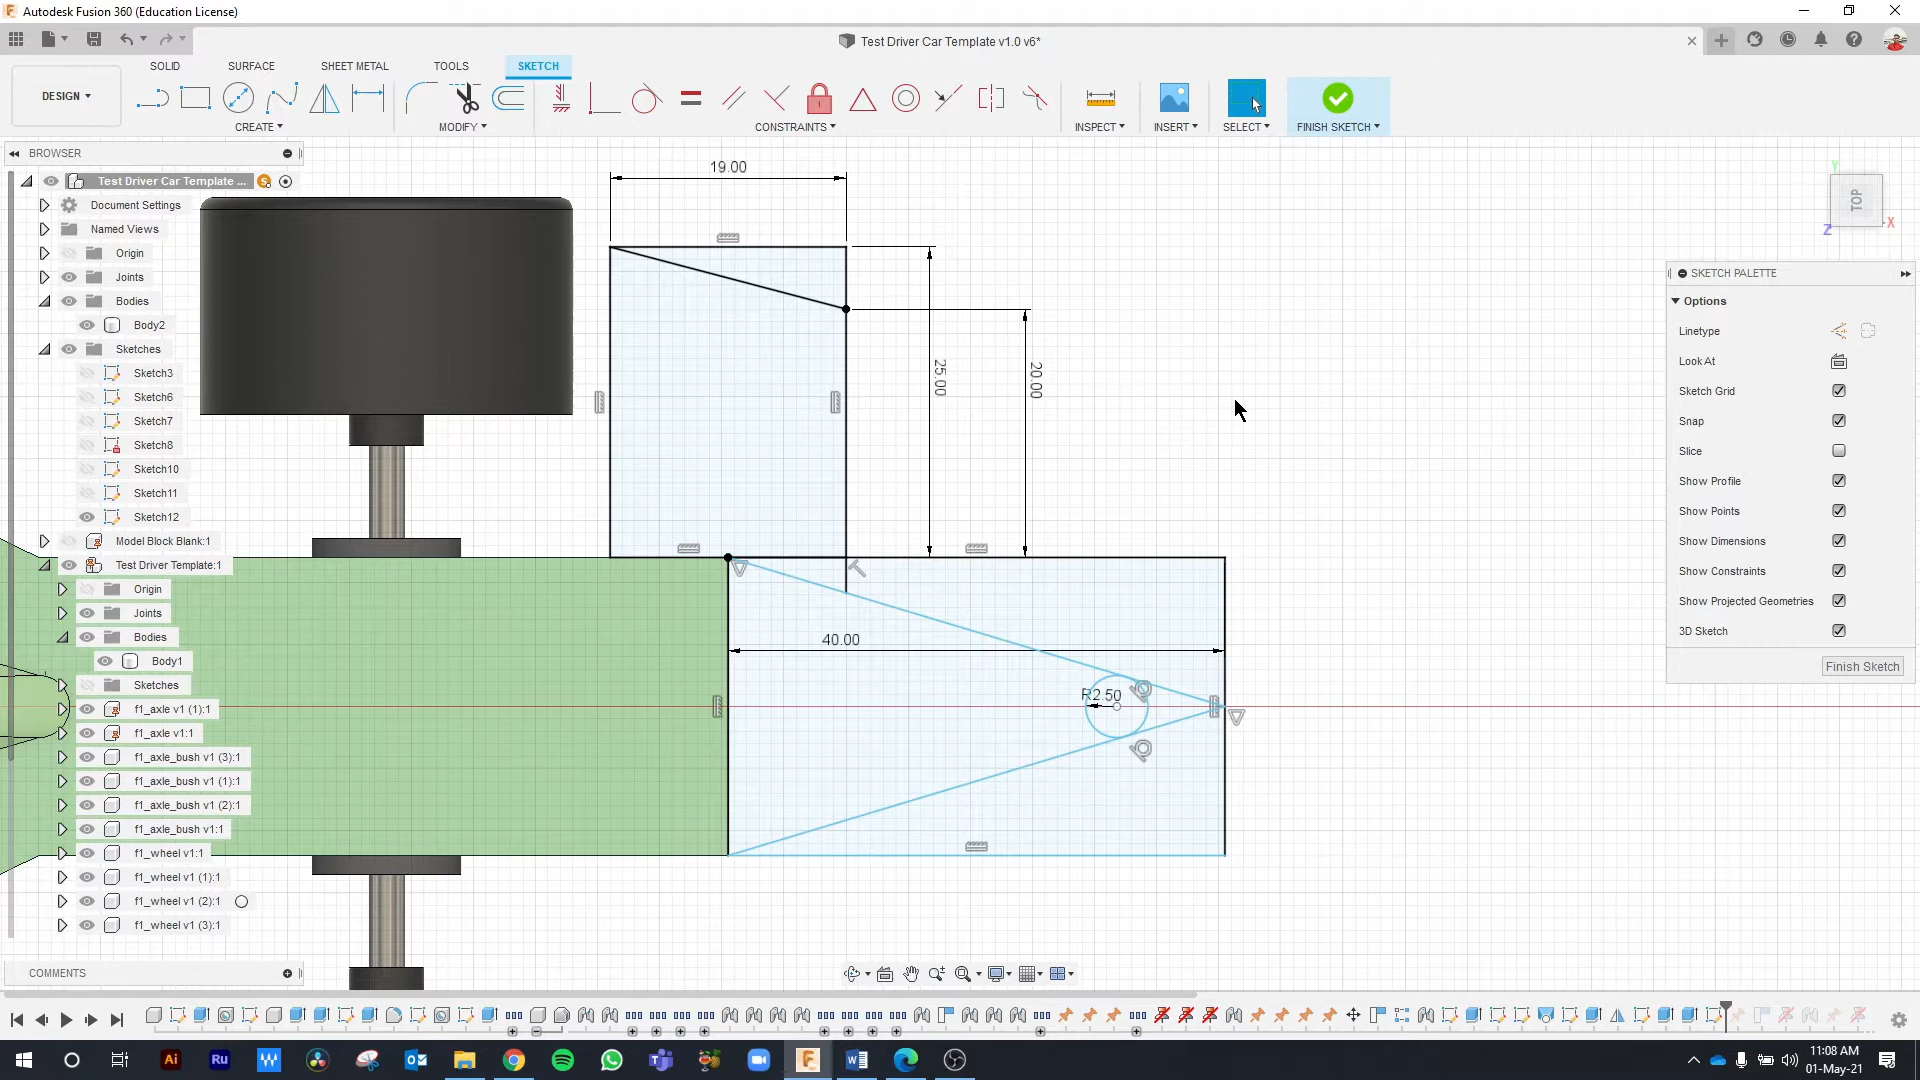 Autodesk Fusion 360 (Education License)
Test Driver Car Template v1.0 v6*
DESIGN
SOLID
SURFACE
SHEET METAL
TOOLS
SKETCH
CREATE
MODIFY
CONSTRAINTS
INSPECT
INSERT
SELECT
FINISH SKETCH
BROWSER
Test Driver Car Template ...
Document Settings
Named Views
Origin
Joints
Bodies
Body2
Sketches
Sketch3
Sketch6
Sketch7
Sketch8
Sketch10
Sketch11
Sketch12
Model Block Blank:1
Test Driver Template:1
Origin
Joints
Bodies
Body1
Sketches
f1_axle v1 (1):1
f1_axle v1:1
f1_axle_bush v1 (3):1
f1_axle_bush v1 (1):1
f1_axle_bush v1 (2):1
f1_axle_bush v1:1
f1_wheel v1:1
f1_wheel v1 (1):1
f1_wheel v1 (2):1
f1_wheel v1 (3):1
COMMENTS
19.00
25.00
20.00
40.00
R2.50
Y
TOP
X
Z
SKETCH PALETTE
Options
Linetype
Look At
Sketch Grid
Snap
Slice
Show Profile
Show Points
Show Dimensions
Show Constraints
Show Projected Geometries
3D Sketch
Finish Sketch
Ai
Ru
11:08 AM
01-May-21